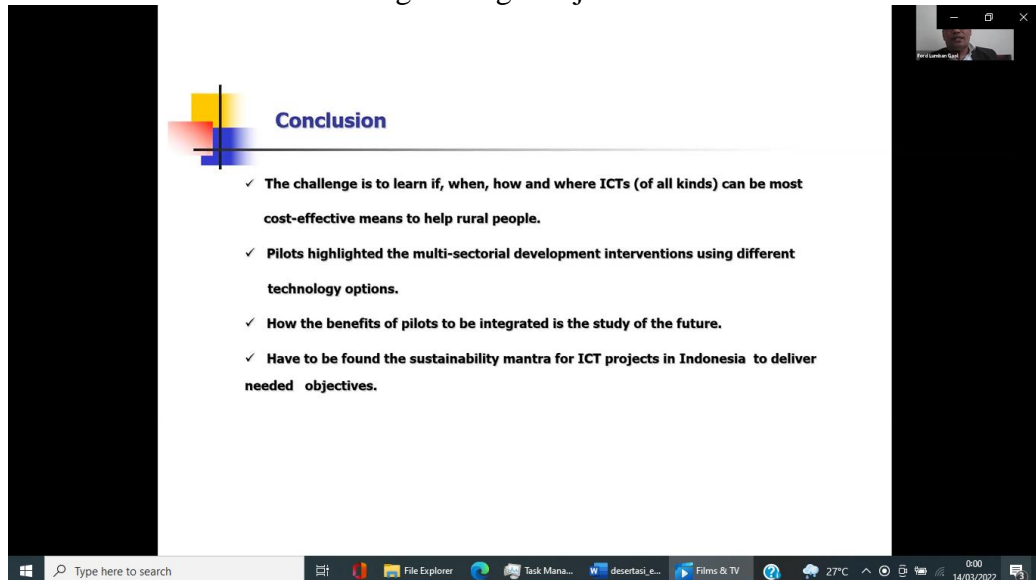 Ford Lumban Gaol
Conclusion
✓ The challenge is to learn if, when, how and where ICTs (of all kinds) can be most
cost-effective means to help rural people.
✓ Pilots highlighted the multi-sectorial development interventions using different
technology options.
✓ How the benefits of pilots to be integrated is the study of the future.
✓ Have to be found the sustainability mantra for ICT projects in Indonesia to deliver
needed objectives.
Type here to search
File Explorer
Task Mana...
desertasi_e...
Films & TV
27°C
0:00
14/03/2022